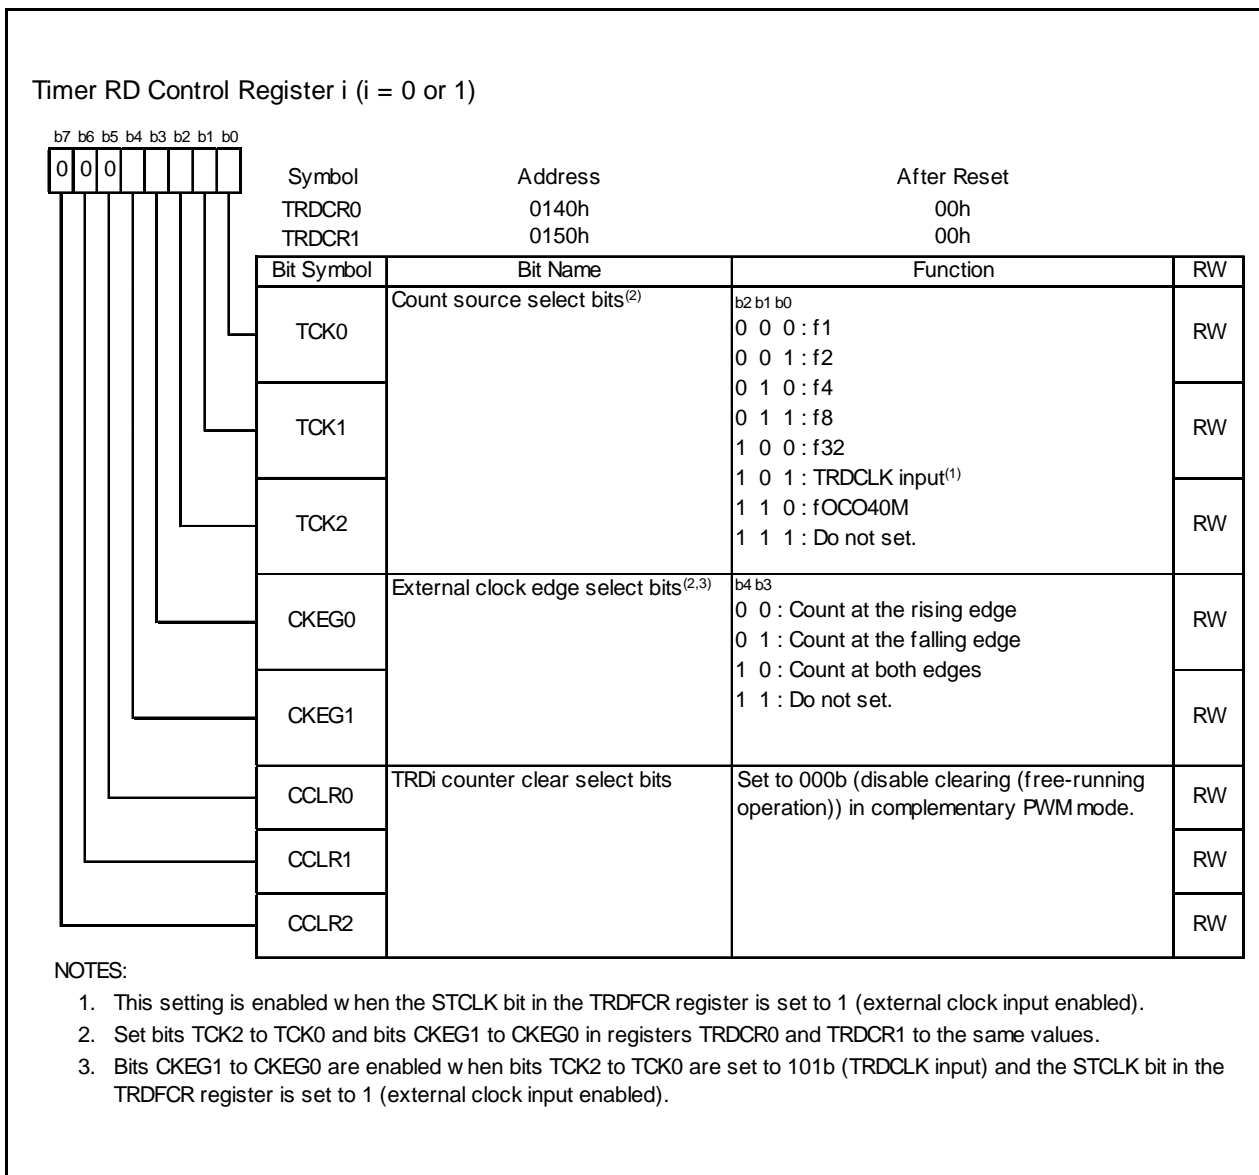 Timer RD Control Register i (i = 0 or 1)
b7 b6 b5 b4 b3 b2 b1 b0
0 0 0
Symbol Address After Reset
TRDCR0 0140h 00h
TRDCR1 0150h 00h
Bit Symbol Bit Name Function RW
TCK0 Count source select bits(2) b2 b1 b0 RW
0 0 0 : f1
0 0 1 : f2
0 1 0 : f4
TCK1 0 1 1 : f8 RW
1 0 0 : f32
1 0 1 : TRDCLK input(1)
TCK2 1 1 0 : fOCO40M RW
1 1 1 : Do not set.
CKEG0 External clock edge select bits(2,3) b4 b3 RW
0 0 : Count at the rising edge
0 1 : Count at the falling edge
1 0 : Count at both edges
CKEG1 1 1 : Do not set. RW
CCLR0 TRDi counter clear select bits Set to 000b (disable clearing (free-running RW
operation)) in complementary PWM mode.
CCLR1 RW
CCLR2 RW
NOTES:
1. This setting is enabled when the STCLK bit in the TRDFCR register is set to 1 (external clock input enabled).
2. Set bits TCK2 to TCK0 and bits CKEG1 to CKEG0 in registers TRDCR0 and TRDCR1 to the same values.
3. Bits CKEG1 to CKEG0 are enabled when bits TCK2 to TCK0 are set to 101b (TRDCLK input) and the STCLK bit in the
TRDFCR register is set to 1 (external clock input enabled).